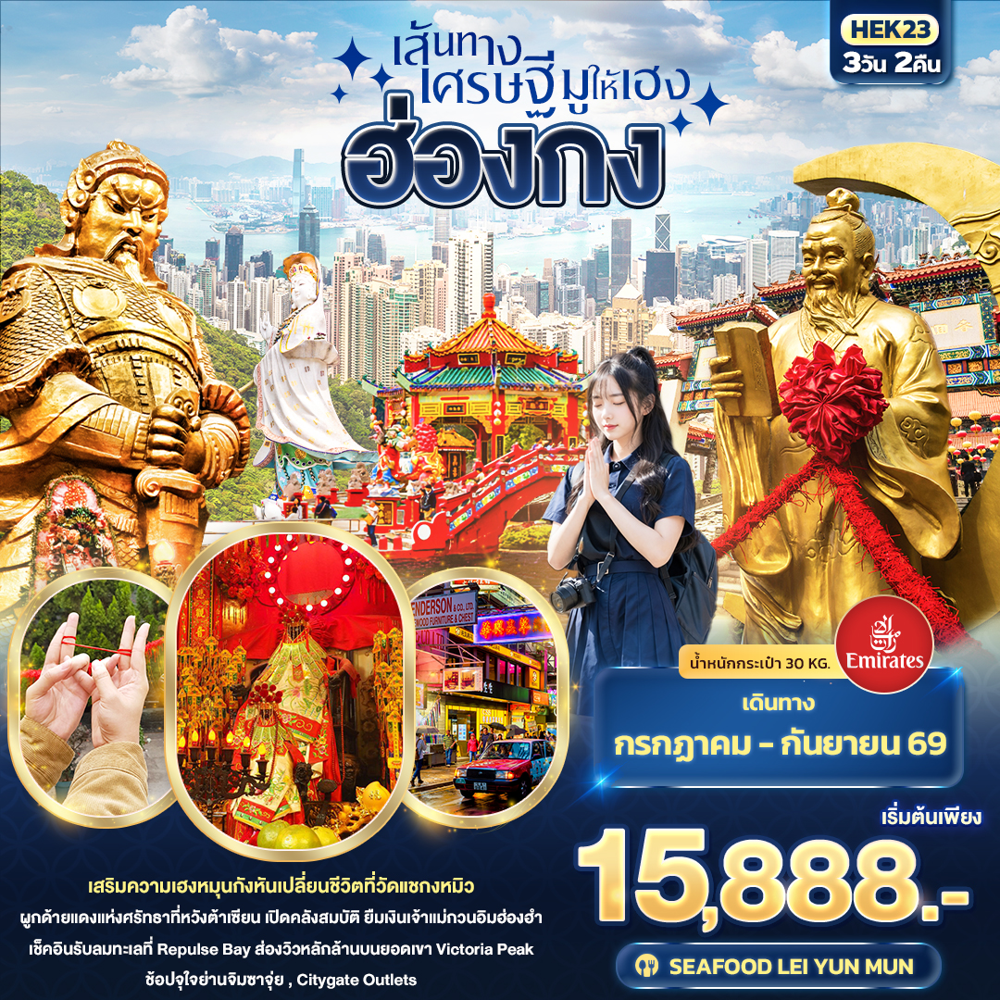 HEK23
3วัน 2คืน
เส้นทาง
เศรษฐีมูให้เฮง
ฮ่องกง
ENDERSON & CO., LTD.
WOOD FURNITURE & CHEST
น้ำหนักกระเป๋า 30 KG.
Emirates
เดินทาง
กรกฎาคม - กันยายน 69
เริ่มต้นเพียง
15,888.-
เสริมความเฮงหมุนกังหันเปลี่ยนชีวิตที่วัดแชกงหมิว
ผูกด้ายแดงแห่งศรัทธาที่หวังต้าเซียน เปิดคลังสมบัติ ยืมเงินเจ้าแม่กวนอิมฮ่องฮำ
เช็คอินรับลมทะเลที่ Repulse Bay ส่องวิวหลักล้านบนยอดเขา Victoria Peak
ช้อปจุใจย่านจิมซาจุ่ย , Citygate Outlets
SEAFOOD LEI YUN MUN